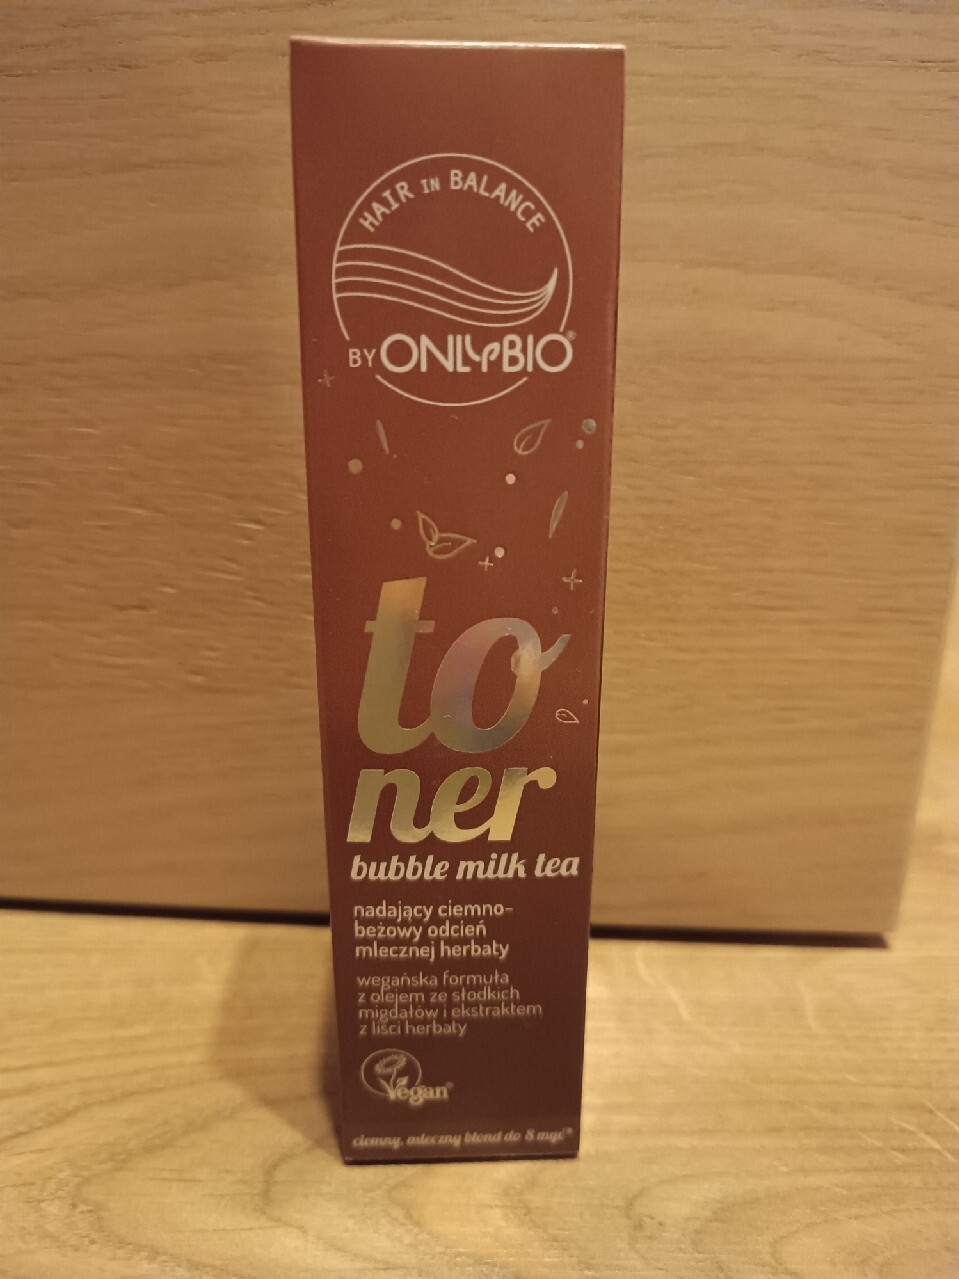 HAIR IN BALANCE
BY ONLYBIO®
to
ner
bubble milk tea
nadający ciemno-
beżowy odcień
mlecznej herbaty
wegańska formuła
z olejem ze słodkich
migdałów i ekstraktem
z liści herbaty
Vegan®
ciemny, mleczny blond do 8 myć*